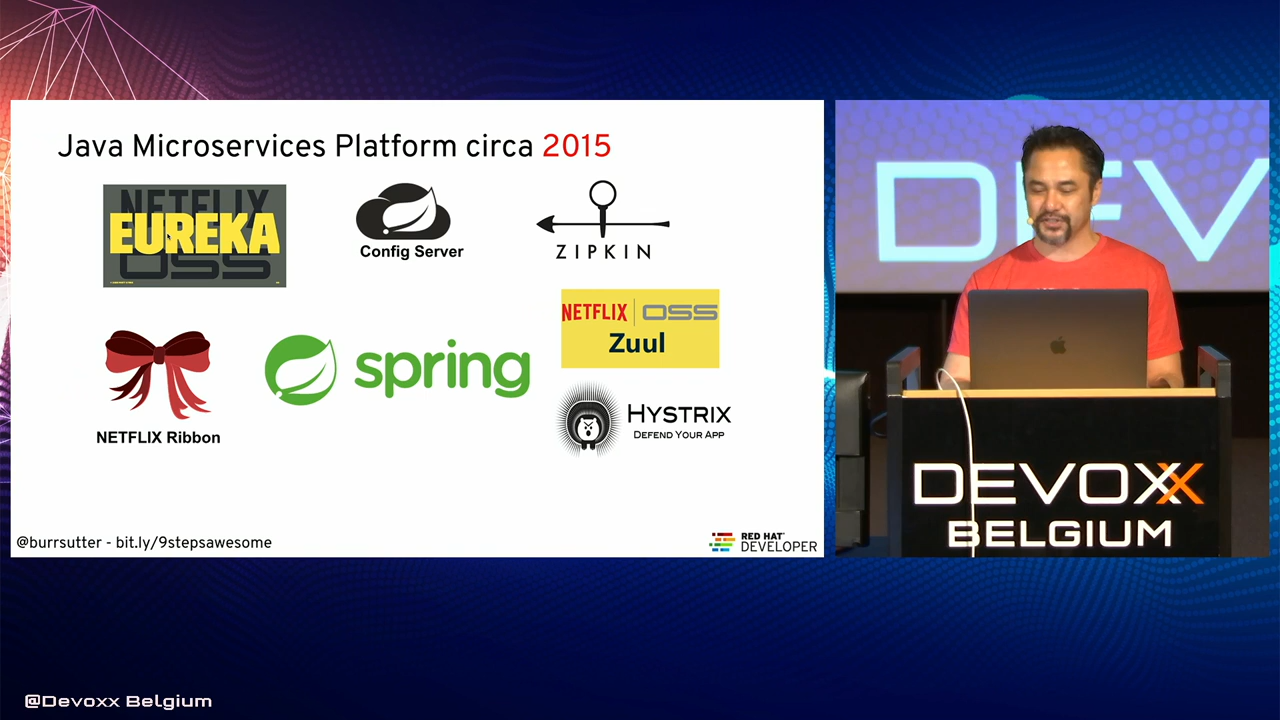 Java Microservices Platform circa 2015
NETFLIX
EUREKA
OSS
Config Server
ZIPKIN
NETFLIX | OSS
Zuul
spring
HYSTRIX
DEFEND YOUR APP
NETFLIX Ribbon
@burrsutter - bit.ly/9stepsawesome
RED HAT
DEVELOPER
DEV
DEVOXX
BELGIUM
@Devoxx Belgium